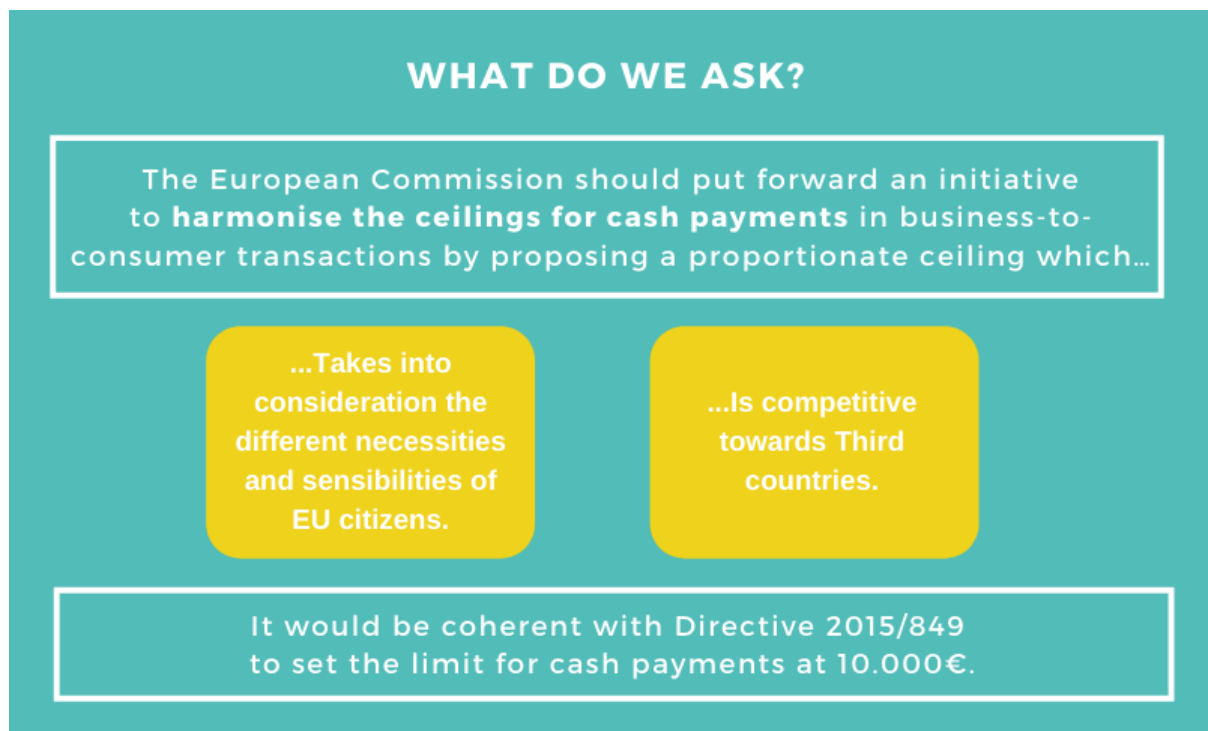 WHAT DO WE ASK?
The European Commission should put forward an initiative
to harmonise the ceilings for cash payments in business-to-
consumer transactions by proposing a proportionate ceiling which...
...Takes into
consideration the
different necessities
and sensibilities of
EU citizens.
...Is competitive
towards Third
countries.
It would be coherent with Directive 2015/849
to set the limit for cash payments at 10.000€.